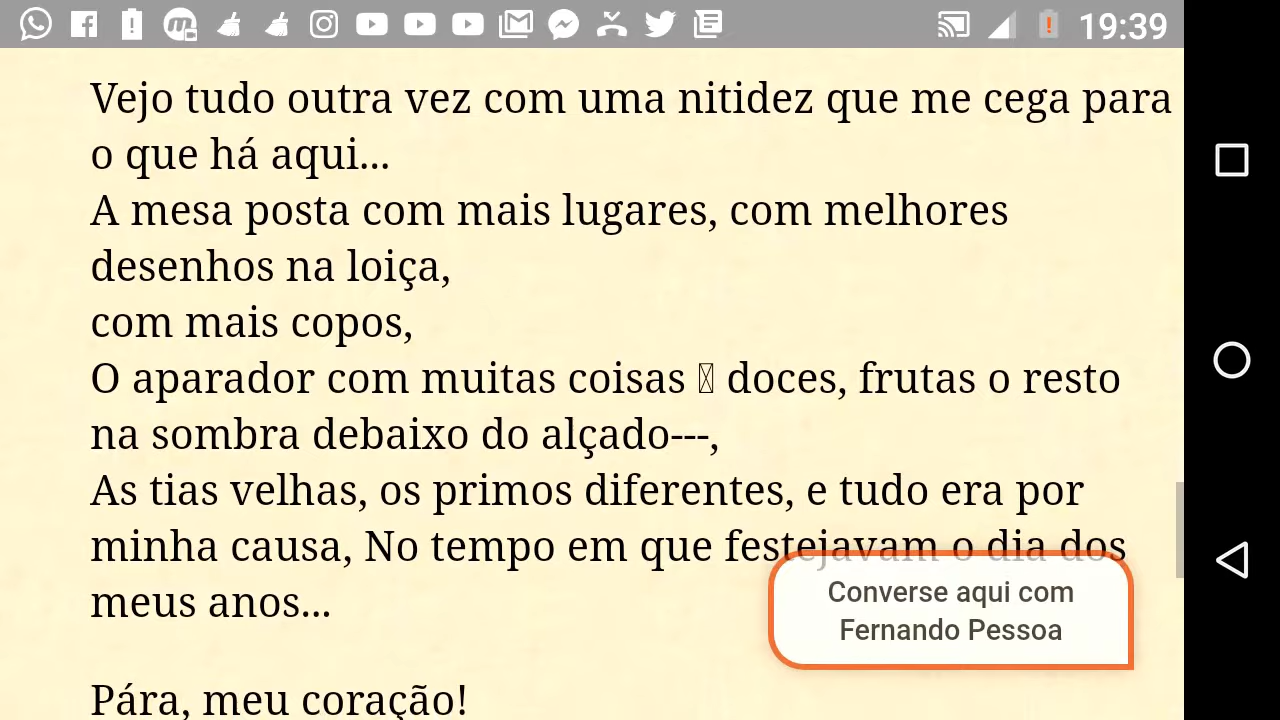 19:39
Vejo tudo outra vez com uma nitidez que me cega para
o que há aqui...
A mesa posta com mais lugares, com melhores
desenhos na loiça,
com mais copos,
O aparador com muitas coisas doces, frutas o resto
na sombra debaixo do alçado---,
As tias velhas, os primos diferentes, e tudo era por
minha causa, No tempo em que festejavam o dia dos
meus anos...
Converse aqui com
Fernando Pessoa
Pára, meu coração!